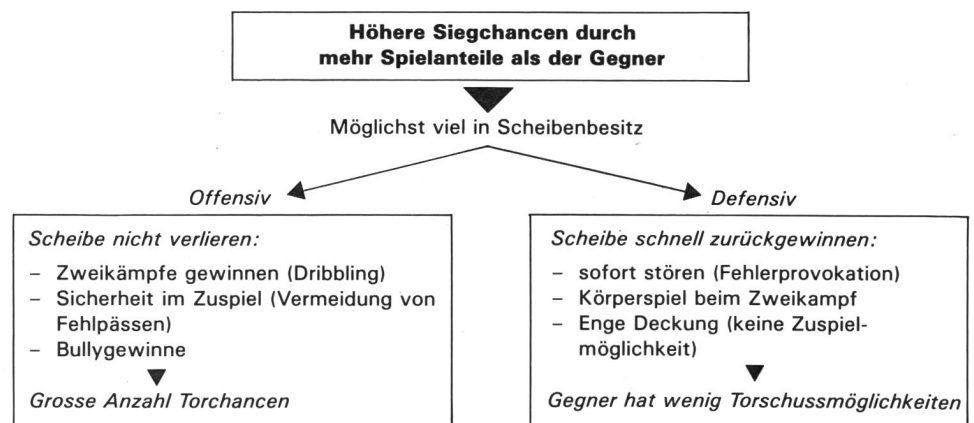 Höhere Siegchancen durch
mehr Spielanteile als der Gegner
Möglichst viel in Scheibenbesitz
Offensiv
Scheibe nicht verlieren:
– Zweikämpfe gewinnen (Dribbling)
– Sicherheit im Zuspiel (Vermeidung von
Fehlpässen)
– Bullygewinne
Grosse Anzahl Torchancen
Defensiv
Scheibe schnell zurückgewinnen:
– sofort stören (Fehlerprovokation)
– Körperspiel beim Zweikampf
– Enge Deckung (keine Zuspiel-
möglichkeit)
Gegner hat wenig Torschussmöglichkeiten